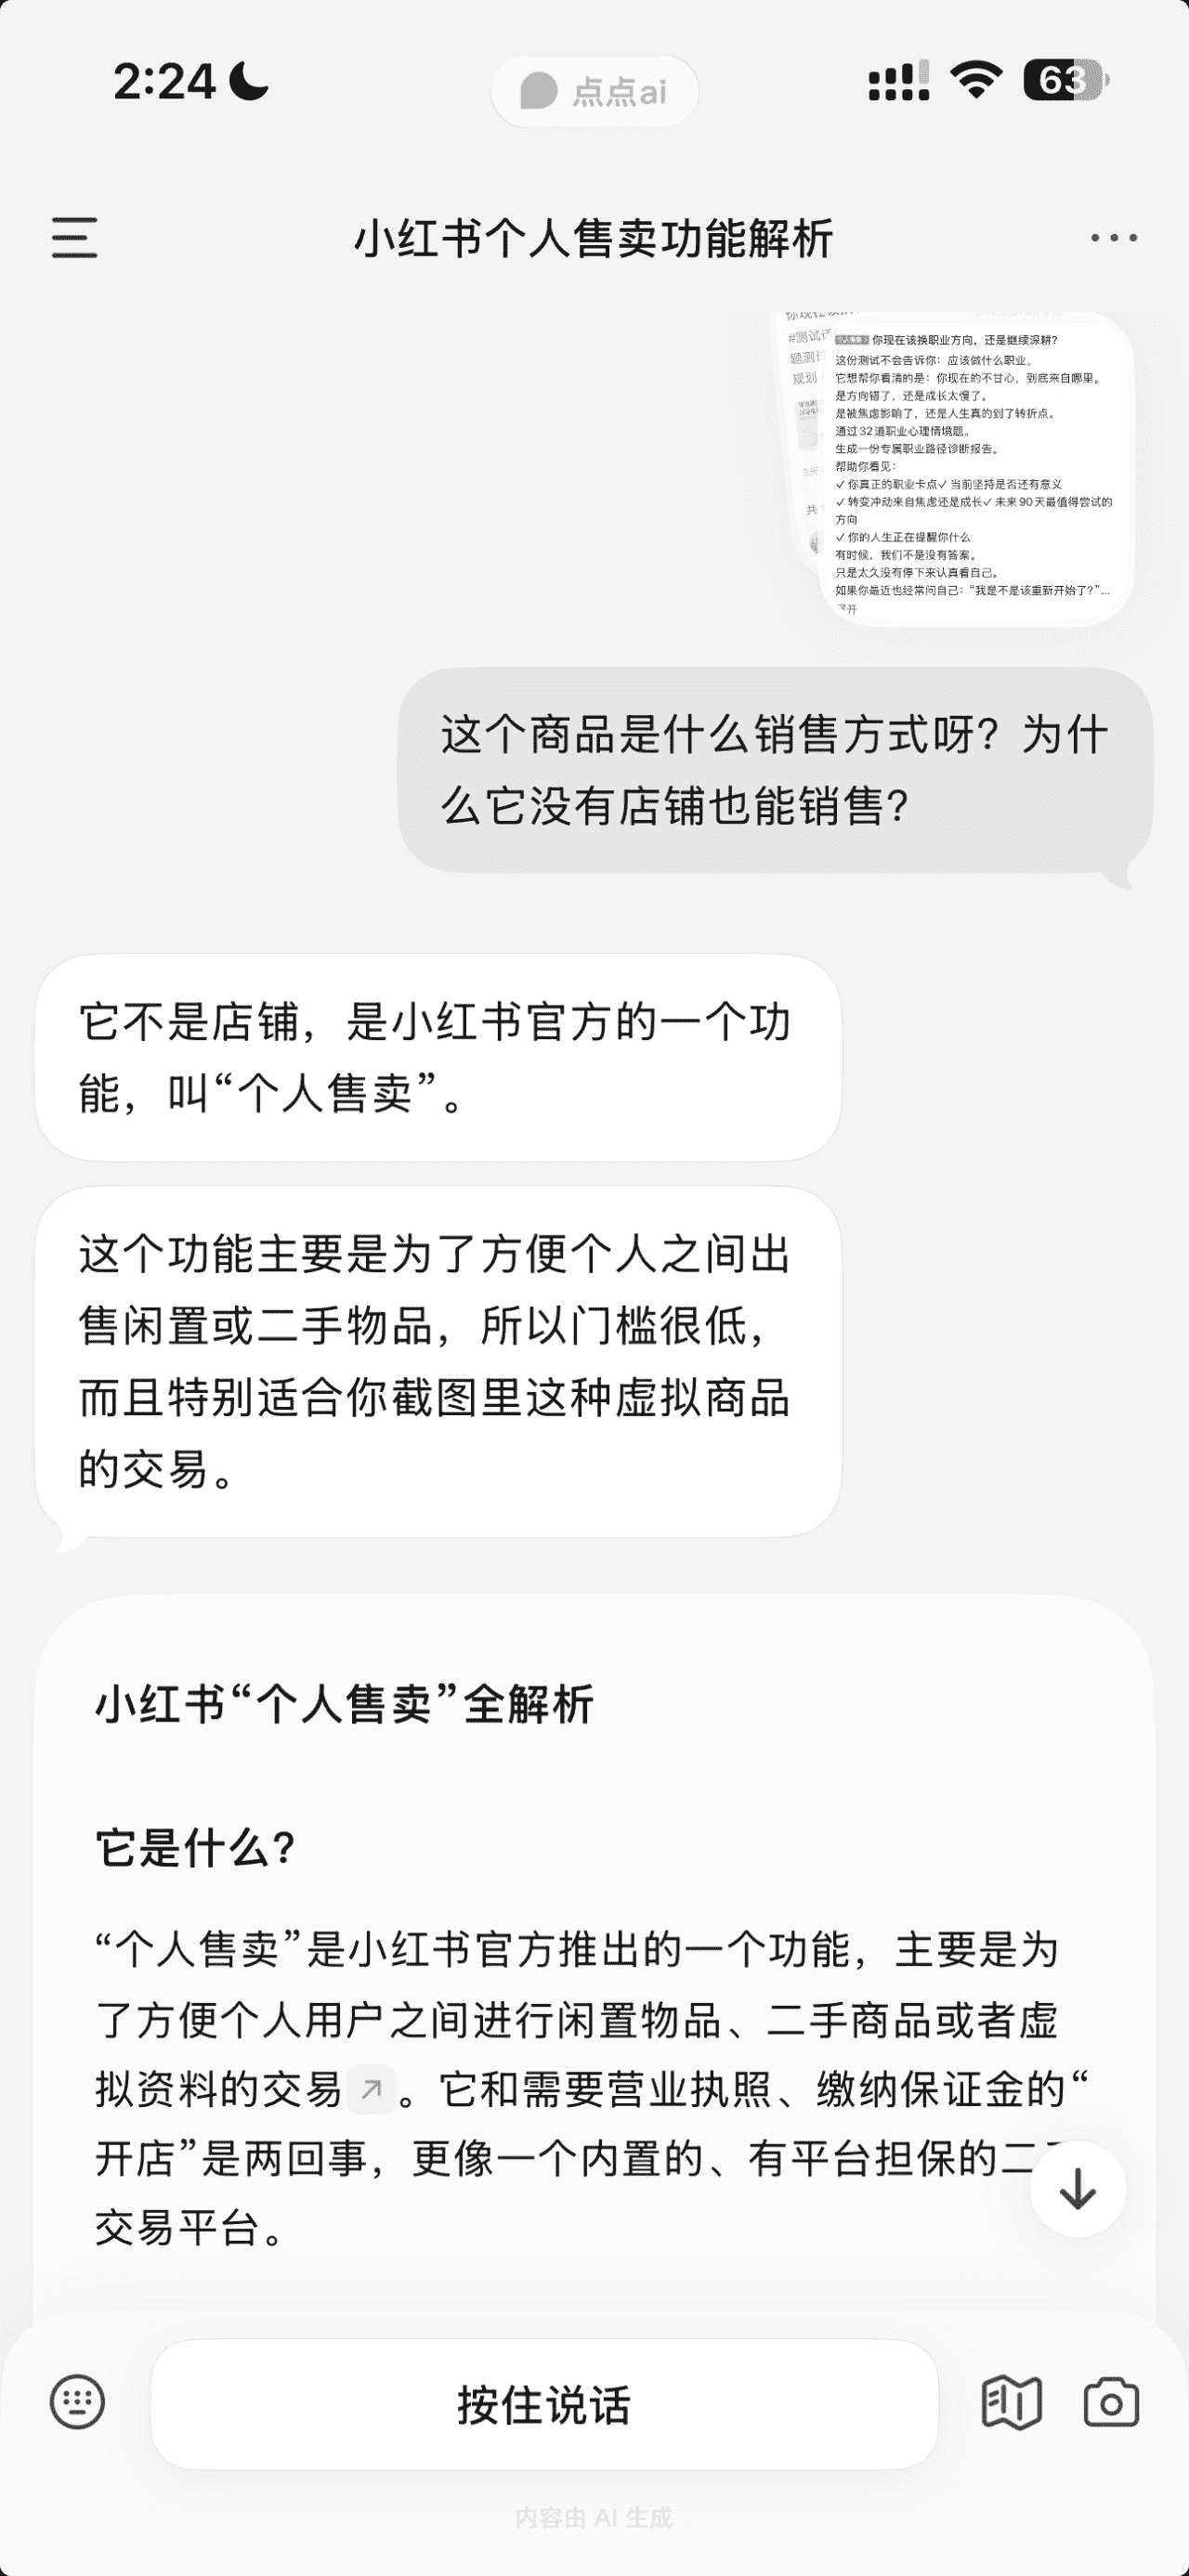 2:24
点点ai
63
小红书个人售卖功能解析
#测试
题测试
规划
个人售卖 你现在该换职业方向，还是继续深耕？
这份测试不会告诉你：应该做什么职业。
它想帮你看清的是：你现在的不甘心，到底来自哪里。
是方向错了，还是成长太慢了。
是被焦虑影响了，还是人生真的到了转折点。
通过32道职业心理情境题。
生成一份专属职业路径诊断报告。
帮助你看见：
✓ 你真正的职业卡点✓ 当前坚持是否还有意义
✓ 转变冲动来自焦虑还是成长✓ 未来90天最值得尝试的
方向
✓ 你的人生正在提醒你什么
有时候，我们不是没有答案。
只是太久没有停下来认真看自己。
如果你最近也经常问自己：“我是不是该重新开始了？”...
展开
3天
共
这个商品是什么销售方式呀？为什
么它没有店铺也能销售？
它不是店铺，是小红书官方的一个功
能，叫“个人售卖”。
这个功能主要是为了方便个人之间出
售闲置或二手物品，所以门槛很低，
而且特别适合你截图里这种虚拟商品
的交易。
小红书“个人售卖”全解析
它是什么？
“个人售卖”是小红书官方推出的一个功能，主要是为
了方便个人用户之间进行闲置物品、二手商品或者虚
拟资料的交易。它和需要营业执照、缴纳保证金的“
开店”是两回事，更像一个内置的、有平台担保的二
交易平台。
按住说话
内容由 AI 生成